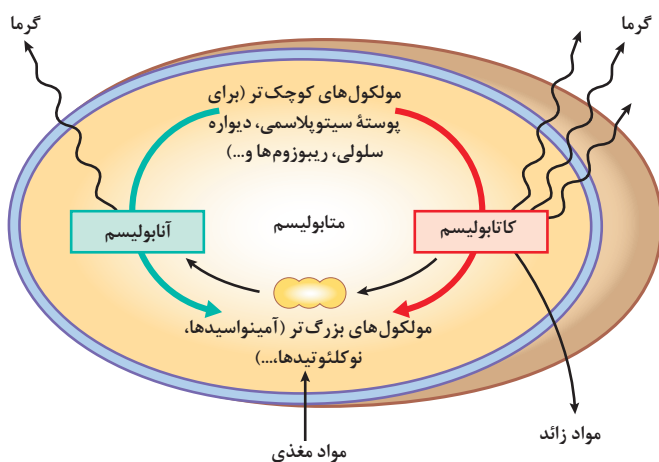 گرما
گرما
مولکول‌های کوچک‌تر (برای
پوستهٔ سیتوپلاسمی، دیواره
سلولی، ریبوزوم‌ها و...)
آنابولیسم
متابولیسم
کاتابولیسم
مولکول‌های بزرگ‌تر (آمینواسیدها،
نوکلئوتیدها،...)
مواد مغذی
مواد زائد